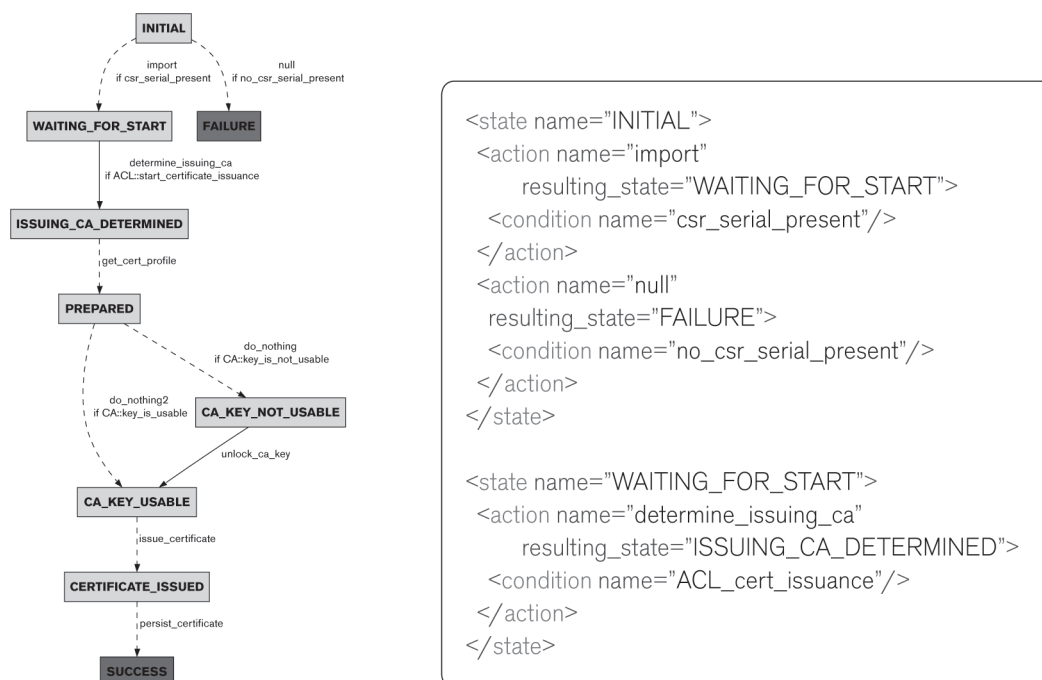 INITIAL
import
if csr_serial_present
null
if no_csr_serial_present
WAITING_FOR_START
FAILURE
determine_issuing_ca
if ACL::start_certificate_issuance
ISSUING_CA_DETERMINED
get_cert_profile
PREPARED
do_nothing
if CA::key_is_not_usable
do_nothing2
if CA::key_is_usable
CA_KEY_NOT_USABLE
unlock_ca_key
CA_KEY_USABLE
issue_certificate
CERTIFICATE_ISSUED
persist_certificate
SUCCESS
<state name=”INITIAL”>
<action name=”import”
resulting_state=”WAITING_FOR_START”>
<condition name=”csr_serial_present”/>
</action>
<action name=”null”
resulting_state=”FAILURE”>
<condition name=”no_csr_serial_present”/>
</action>
</state>
<state name=”WAITING_FOR_START”>
<action name=”determine_issuing_ca”
resulting_state=”ISSUING_CA_DETERMINED”>
<condition name=”ACL_cert_issuance”/>
</action>
</state>